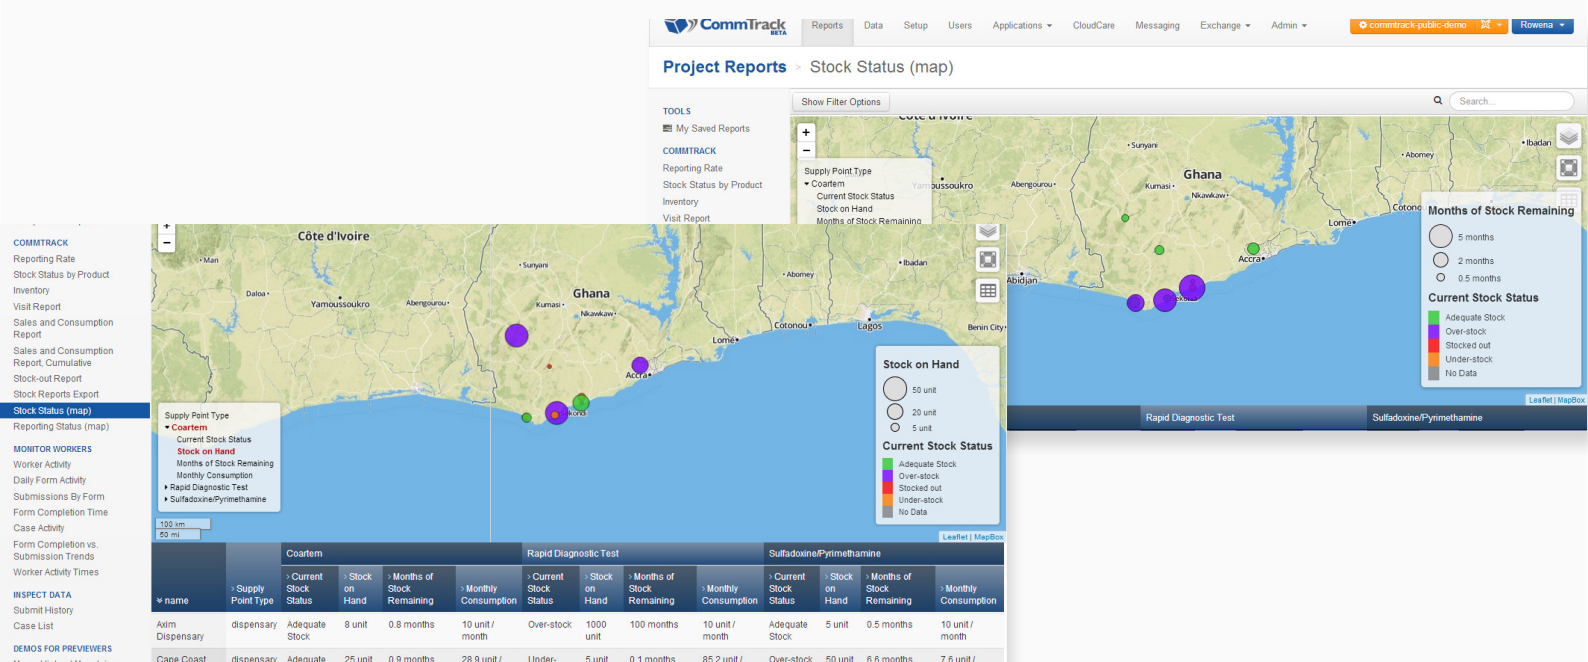 CommTrack
BETA
Reports
Data
Setup
Users
Applications
CloudCare
Messaging
Exchange
Admin
commtrack-public-demo
Rowena
Project Reports
Stock Status (map)
TOOLS
My Saved Reports
COMMTRACK
Reporting Rate
Stock Status by Product
Inventory
Visit Report
Show Filter Options
Search...
+
−
Supply Point Type
Coartem
Current Stock Status
Stock on Hand
Months of Stock Remaining
Sunyani
Abomey
Ibadan
Ghana
Abengourou
Kumasi
Nkawkaw
Lome
Accra
Abidjan
Months of Stock Remaining
5 months
2 months
0.5 months
Current Stock Status
Adequate Stock
Over-stock
Stocked out
Under-stock
No Data
Leaflet | MapBox
Rapid Diagnostic Test
Sulfadoxine/Pyrimethamine
COMMTRACK
Reporting Rate
Stock Status by Product
Inventory
Visit Report
Sales and Consumption
Report
Sales and Consumption
Report, Cumulative
Stock-out Report
Stock Reports Export
Stock Status (map)
Reporting Status (map)
MONITOR WORKERS
Worker Activity
Daily Form Activity
Submissions By Form
Form Completion Time
Case Activity
Form Completion vs.
Submission Trends
Worker Activity Times
INSPECT DATA
Submit History
Case List
DEMOS FOR PREVIEWERS
+
−
Côte d'Ivoire
Man
Daloa
Yamoussoukro
Abengourou
Sunyani
Kumasi
Ghana
Nkawkaw
Abomey
Ibadan
Cotonou
Lagos
Benin City
Lome
Accra
Supply Point Type
Coartem
Current Stock Status
Stock on Hand
Months of Stock Remaining
Monthly Consumption
Rapid Diagnostic Test
Sulfadoxine/Pyrimethamine
100 km
50 mi
Stock on Hand
50 unit
20 unit
5 unit
Current Stock Status
Adequate Stock
Over-stock
Stocked out
Under-stock
No Data
Leaflet | MapBox
Coartem Rapid Diagnostic Test Sulfadoxine/Pyrimethamine
name
Supply Point Type
Current Stock Status
Stock on Hand
Months of Stock Remaining
Monthly Consumption
Current Stock Status
Stock on Hand
Months of Stock Remaining
Monthly Consumption
Current Stock Status
Stock on Hand
Months of Stock Remaining
Monthly Consumption
Axim Dispensary dispensary Adequate Stock 8 unit 0.8 months 10 unit / month Over-stock 1000 unit 100 months 10 unit / month Adequate Stock 5 unit 0.5 months 10 unit / month
Cape Coast dispensary Adequate 25 unit 0.9 months 28.9 unit / Under- 5 unit 0.1 months 85.2 unit / Over-stock 50 unit 6.6 months 7.6 unit /